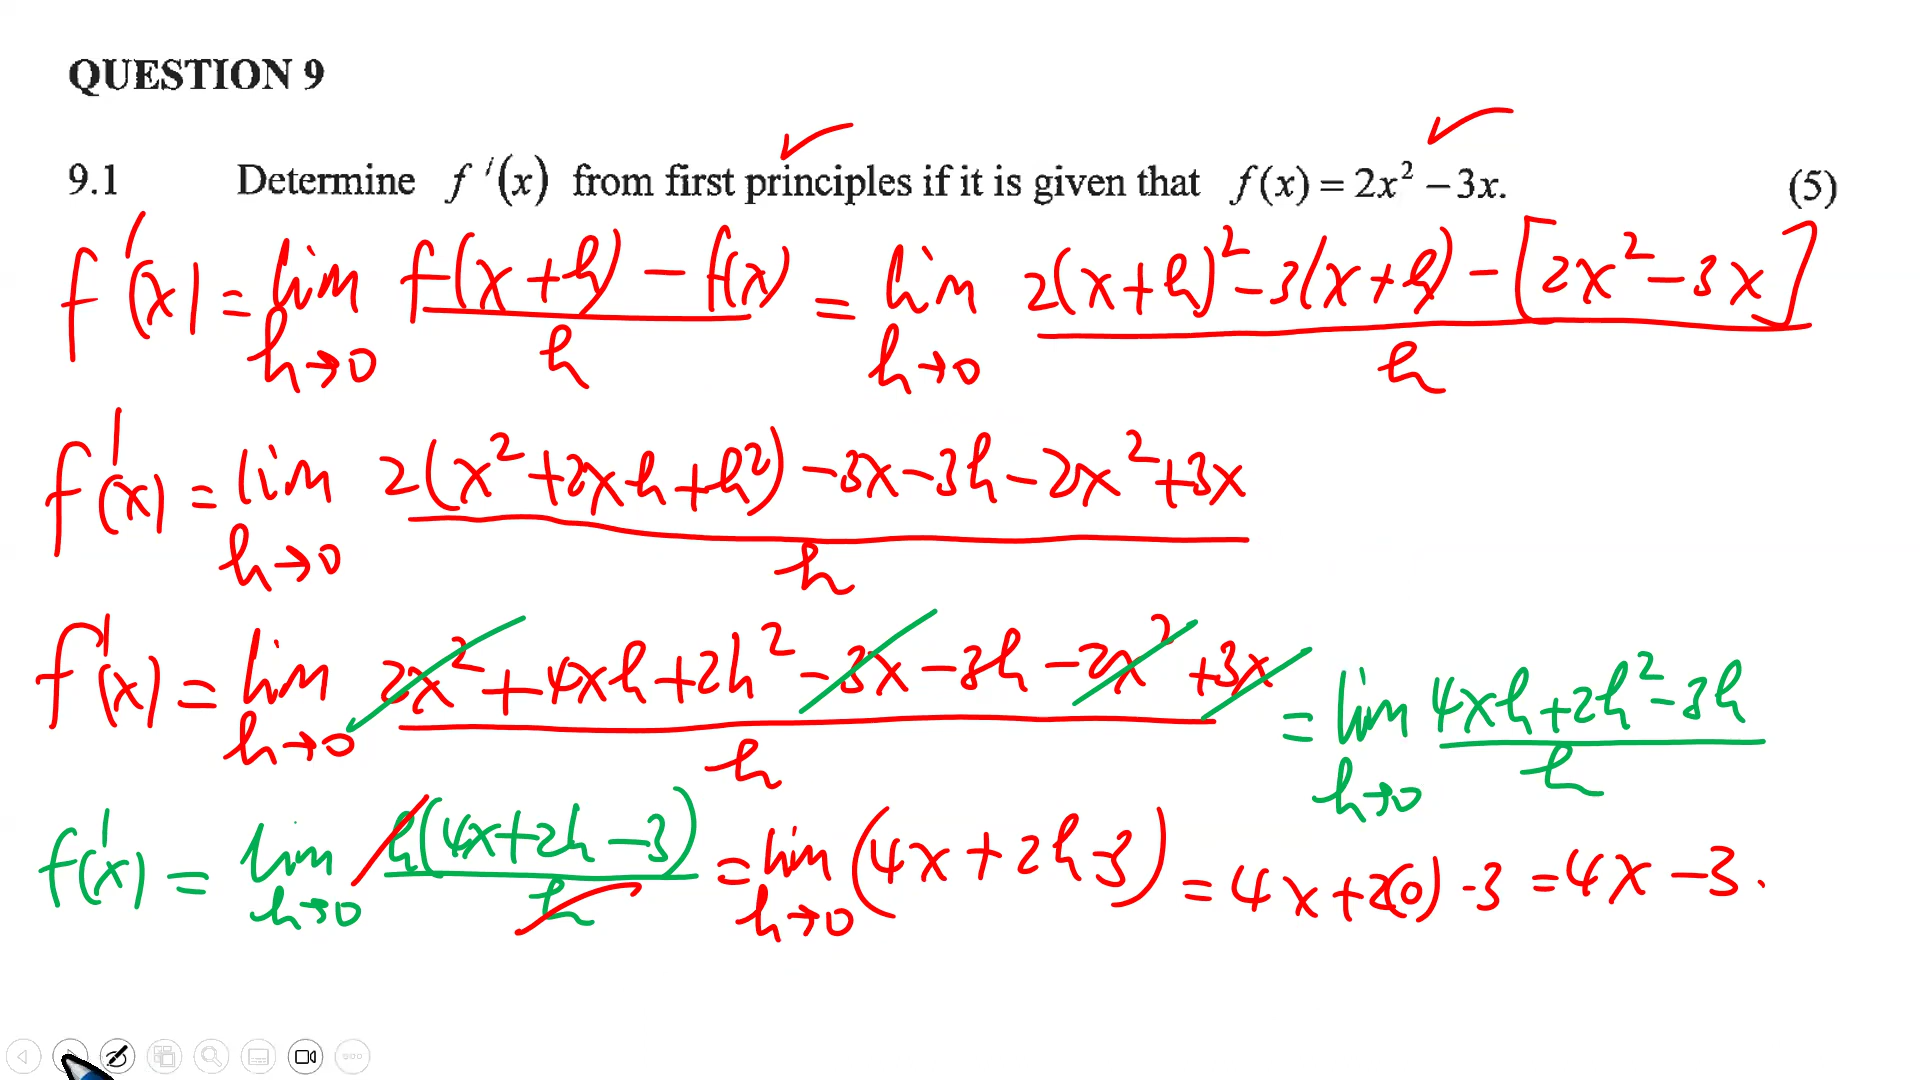 QUESTION 9
9.1 Determine f '(x) from first principles if it is given that f(x) = 2x² − 3x. (5)
f'(x) = lim h→0 f(x+h) − f(x) / h = lim h→0 2(x+h)² − 3(x+h) − [2x² − 3x] / h
f'(x) = lim h→0 2(x² + 2xh + h²) − 3x − 3h − 2x² + 3x / h
f'(x) = lim h→0 2x² + 4xh + 2h² − 3x − 3h − 2x² + 3x / h = lim h→0 4xh + 2h² − 3h / h
f'(x) = lim h→0 h(4x + 2h − 3) / h = lim h→0 (4x + 2h − 3) = 4x + 2(0) − 3 = 4x − 3.